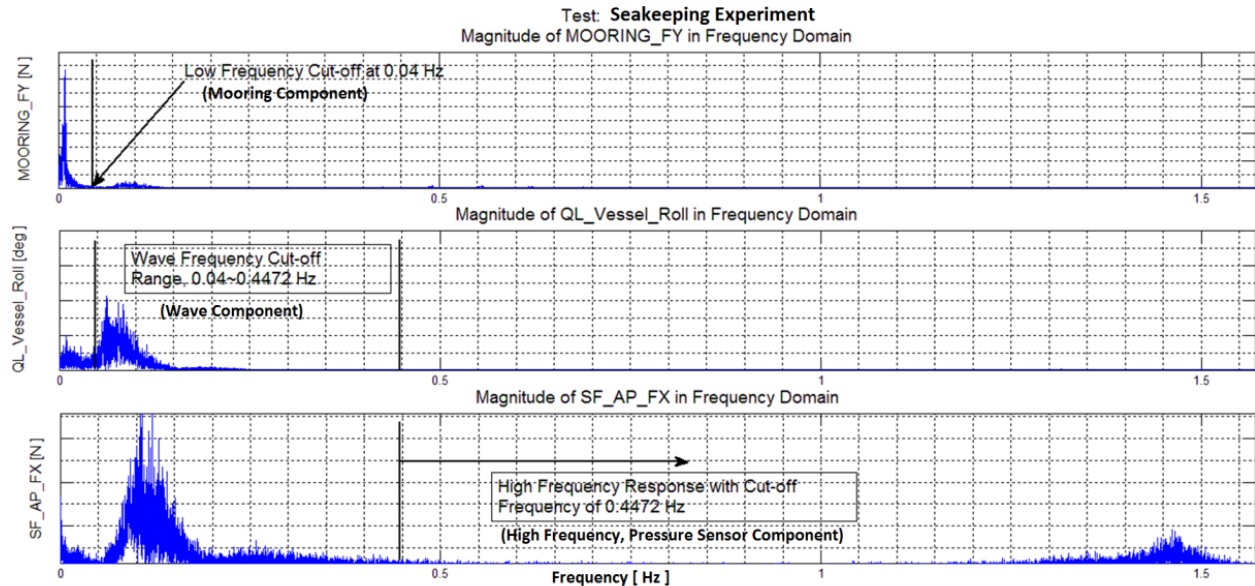 Test: Seakeeping Experiment
Magnitude of MOORING_FY in Frequency Domain
MOORING_FY [N]
Low Frequency Cut-off at 0.04 Hz
(Mooring Component)
0 0.5 1 1.5
Magnitude of QL_Vessel_Roll in Frequency Domain
QL_Vessel_Roll [deg]
Wave Frequency Cut-off
Range, 0.04~0.4472 Hz
(Wave Component)
0 0.5 1 1.5
Magnitude of SF_AP_FX in Frequency Domain
SF_AP_FX [N]
High Frequency Response with Cut-off
Frequency of 0.4472 Hz
(High Frequency, Pressure Sensor Component)
0 0.5 1 1.5
Frequency [ Hz ]